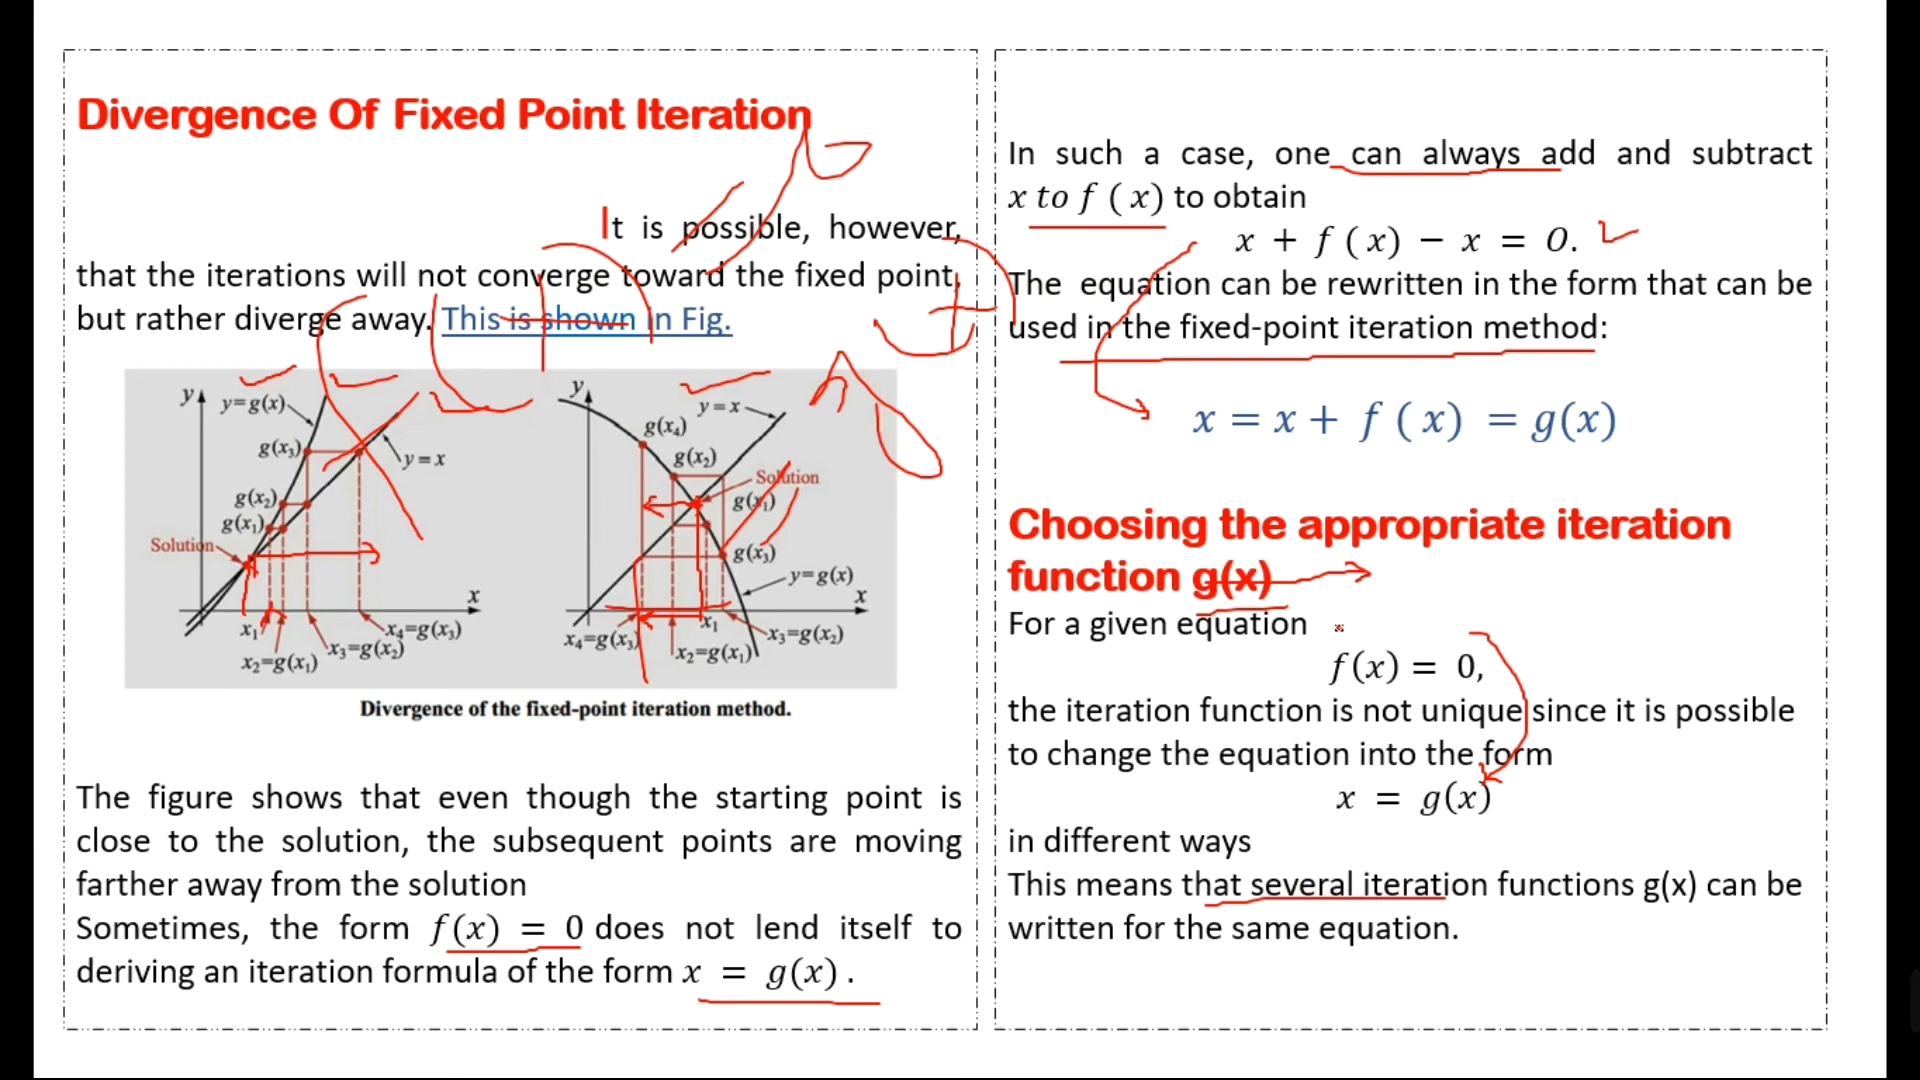 Divergence Of Fixed Point Iteration
It is possible, however,
that the iterations will not converge toward the fixed point,
but rather diverge away. This is shown in Fig.
y
y=g(x)
g(x₃)
y=x
g(x₂)
g(x₁)
Solution
x
x₁
x₄=g(x₃)
x₃=g(x₂)
x₂=g(x₁)
y
y=x
g(x₄)
g(x₂)
Solution
g(x₁)
g(x₃)
y=g(x)
x
x₁
x₄=g(x₃)
x₃=g(x₂)
x₂=g(x₁)
Divergence of the fixed-point iteration method.
The figure shows that even though the starting point is
close to the solution, the subsequent points are moving
farther away from the solution
Sometimes, the form f(x) = 0 does not lend itself to
deriving an iteration formula of the form x = g(x) .
In such a case, one can always add and subtract
x to f (x) to obtain
x + f (x) − x = 0.
The equation can be rewritten in the form that can be
used in the fixed-point iteration method:
x = x + f (x) = g(x)
Choosing the appropriate iteration
function g(x)
For a given equation
f(x) = 0,
the iteration function is not unique since it is possible
to change the equation into the form
x = g(x)
in different ways
This means that several iteration functions g(x) can be
written for the same equation.